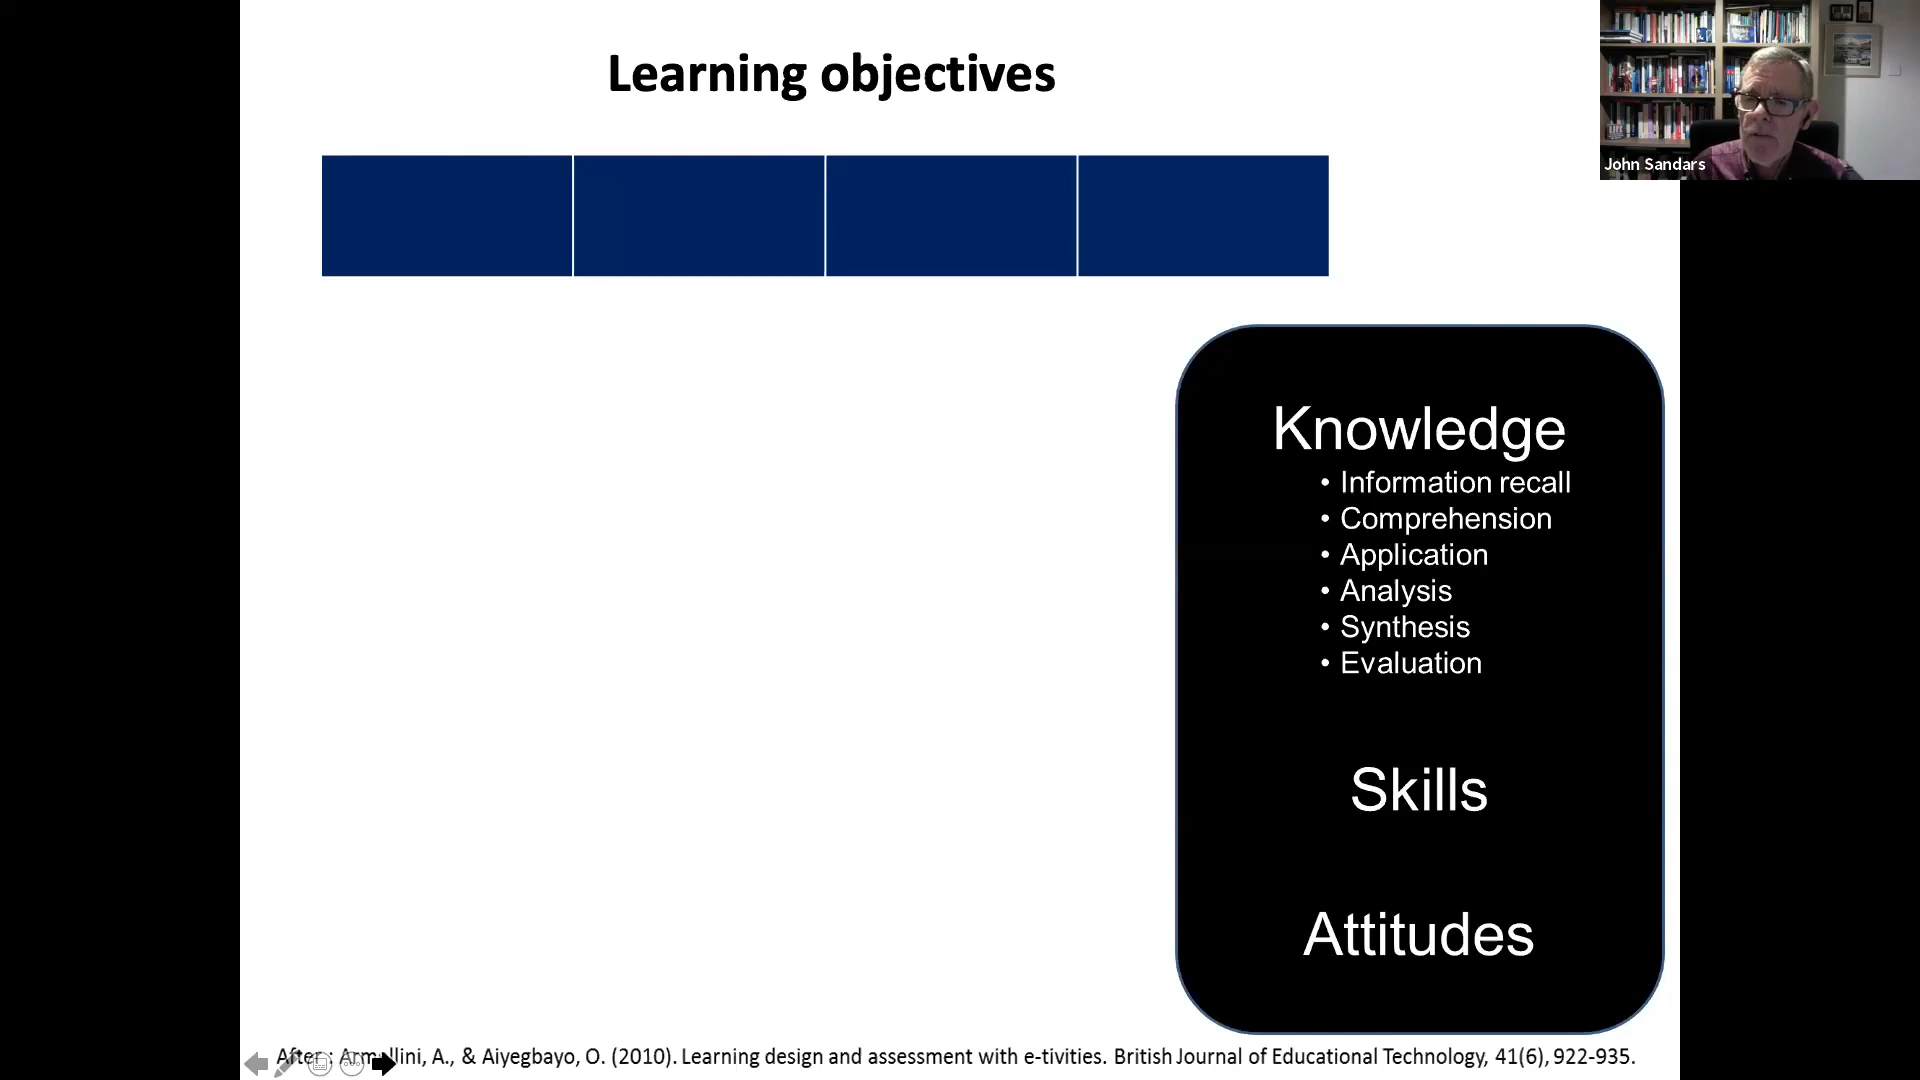 Learning objectives
John Sandars
Knowledge
• Information recall
• Comprehension
• Application
• Analysis
• Synthesis
• Evaluation
Skills
Attitudes
After: Armellini, A., & Aiyegbayo, O. (2010). Learning design and assessment with e-tivities. British Journal of Educational Technology, 41(6), 922-935.